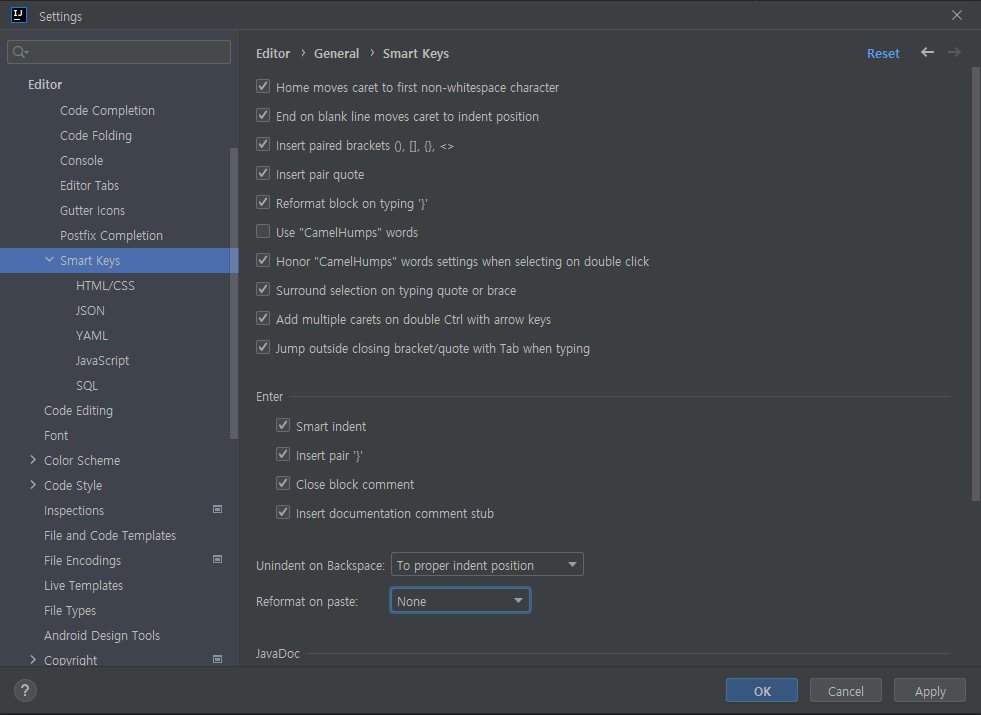 IJ Settings
Editor
Code Completion
Code Folding
Console
Editor Tabs
Gutter Icons
Postfix Completion
Smart Keys
HTML/CSS
JSON
YAML
JavaScript
SQL
Code Editing
Font
Color Scheme
Code Style
Inspections
File and Code Templates
File Encodings
Live Templates
File Types
Android Design Tools
Copyright
?
Editor › General › Smart Keys
Reset
Home moves caret to first non-whitespace character
End on blank line moves caret to indent position
Insert paired brackets (), [], {}, <>
Insert pair quote
Reformat block on typing '}'
Use "CamelHumps" words
Honor "CamelHumps" words settings when selecting on double click
Surround selection on typing quote or brace
Add multiple carets on double Ctrl with arrow keys
Jump outside closing bracket/quote with Tab when typing
Enter
Smart indent
Insert pair '}'
Close block comment
Insert documentation comment stub
Unindent on Backspace: To proper indent position
Reformat on paste: None
JavaDoc
OK Cancel Apply